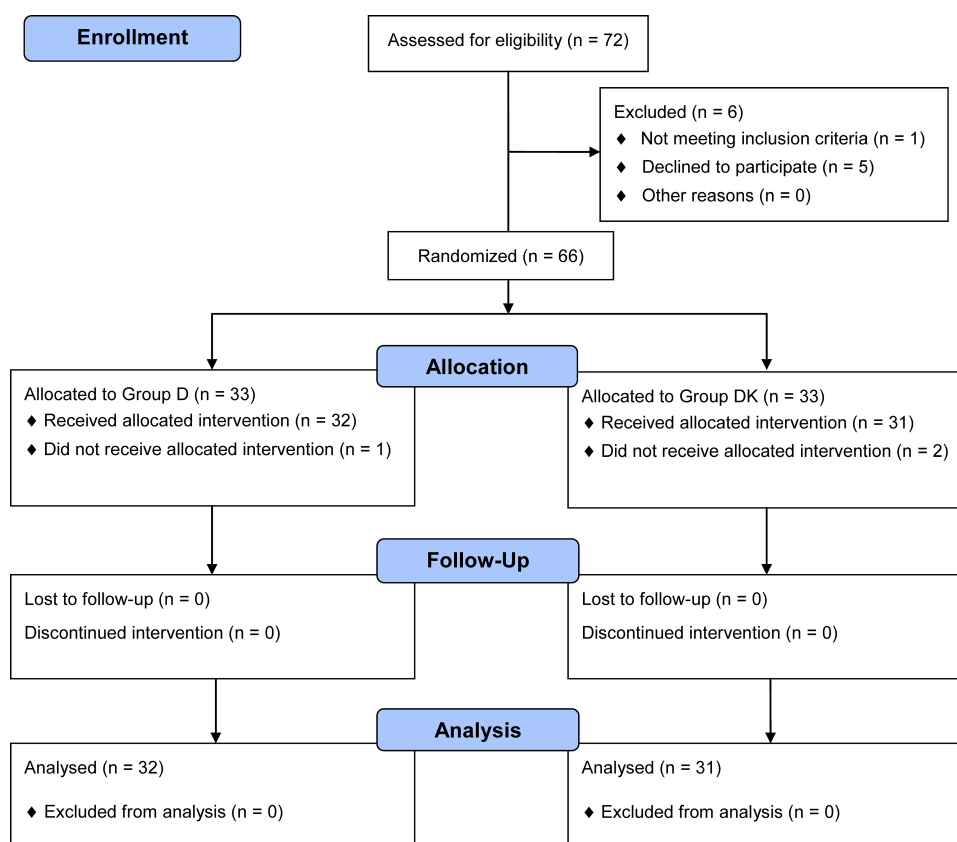 Enrollment
Assessed for eligibility (n = 72)
Excluded (n = 6)
♦ Not meeting inclusion criteria (n = 1)
♦ Declined to participate (n = 5)
♦ Other reasons (n = 0)
Randomized (n = 66)
Allocation
Allocated to Group D (n = 33)
♦ Received allocated intervention (n = 32)
♦ Did not receive allocated intervention (n = 1)
Allocated to Group DK (n = 33)
♦ Received allocated intervention (n = 31)
♦ Did not receive allocated intervention (n = 2)
Follow-Up
Lost to follow-up (n = 0)
Discontinued intervention (n = 0)
Lost to follow-up (n = 0)
Discontinued intervention (n = 0)
Analysis
Analysed (n = 32)
♦ Excluded from analysis (n = 0)
Analysed (n = 31)
♦ Excluded from analysis (n = 0)